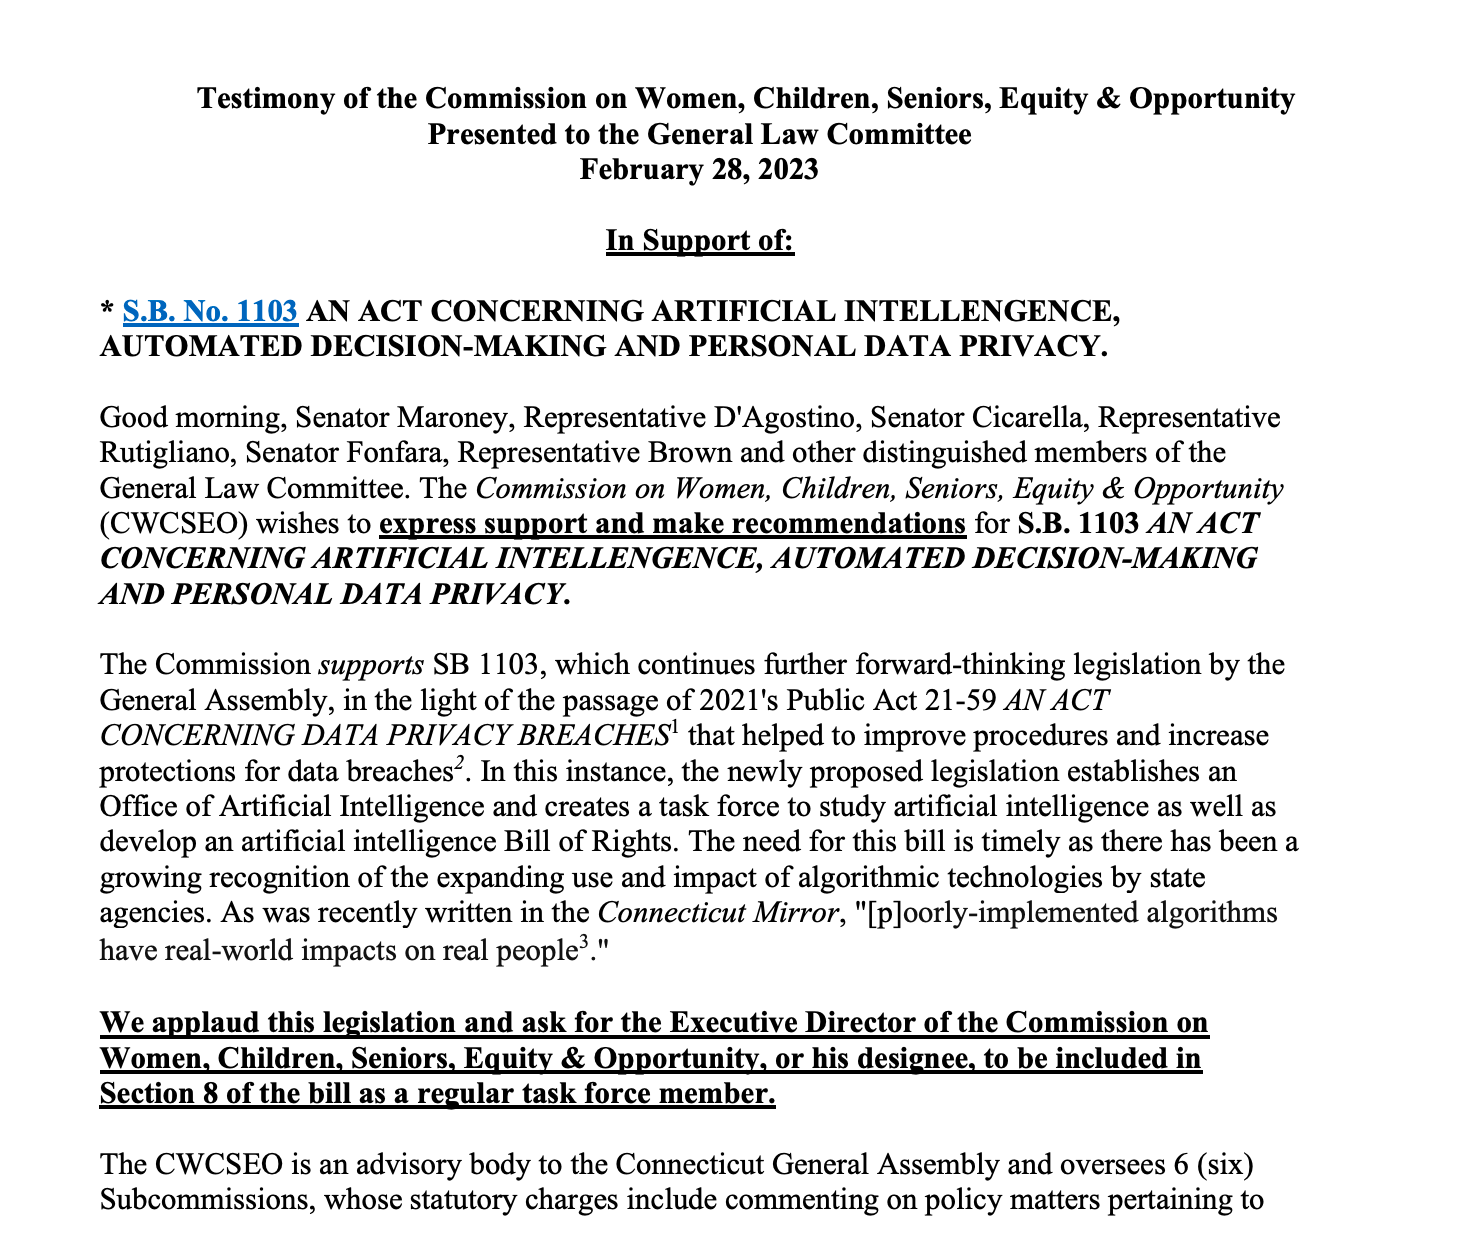 Testimony of the Commission on Women, Children, Seniors, Equity & Opportunity
Presented to the General Law Committee
February 28, 2023
In Support of:
* S.B. No. 1103 AN ACT CONCERNING ARTIFICIAL INTELLENGENCE,
AUTOMATED DECISION-MAKING AND PERSONAL DATA PRIVACY.
Good morning, Senator Maroney, Representative D'Agostino, Senator Cicarella, Representative
Rutigliano, Senator Fonfara, Representative Brown and other distinguished members of the
General Law Committee. The Commission on Women, Children, Seniors, Equity & Opportunity
(CWCSEO) wishes to express support and make recommendations for S.B. 1103 AN ACT
CONCERNING ARTIFICIAL INTELLENGENCE, AUTOMATED DECISION-MAKING
AND PERSONAL DATA PRIVACY.
The Commission supports SB 1103, which continues further forward-thinking legislation by the
General Assembly, in the light of the passage of 2021's Public Act 21-59 AN ACT
CONCERNING DATA PRIVACY BREACHES¹ that helped to improve procedures and increase
protections for data breaches². In this instance, the newly proposed legislation establishes an
Office of Artificial Intelligence and creates a task force to study artificial intelligence as well as
develop an artificial intelligence Bill of Rights. The need for this bill is timely as there has been a
growing recognition of the expanding use and impact of algorithmic technologies by state
agencies. As was recently written in the Connecticut Mirror, "[p]oorly-implemented algorithms
have real-world impacts on real people³."
We applaud this legislation and ask for the Executive Director of the Commission on
Women, Children, Seniors, Equity & Opportunity, or his designee, to be included in
Section 8 of the bill as a regular task force member.
The CWCSEO is an advisory body to the Connecticut General Assembly and oversees 6 (six)
Subcommissions, whose statutory charges include commenting on policy matters pertaining to